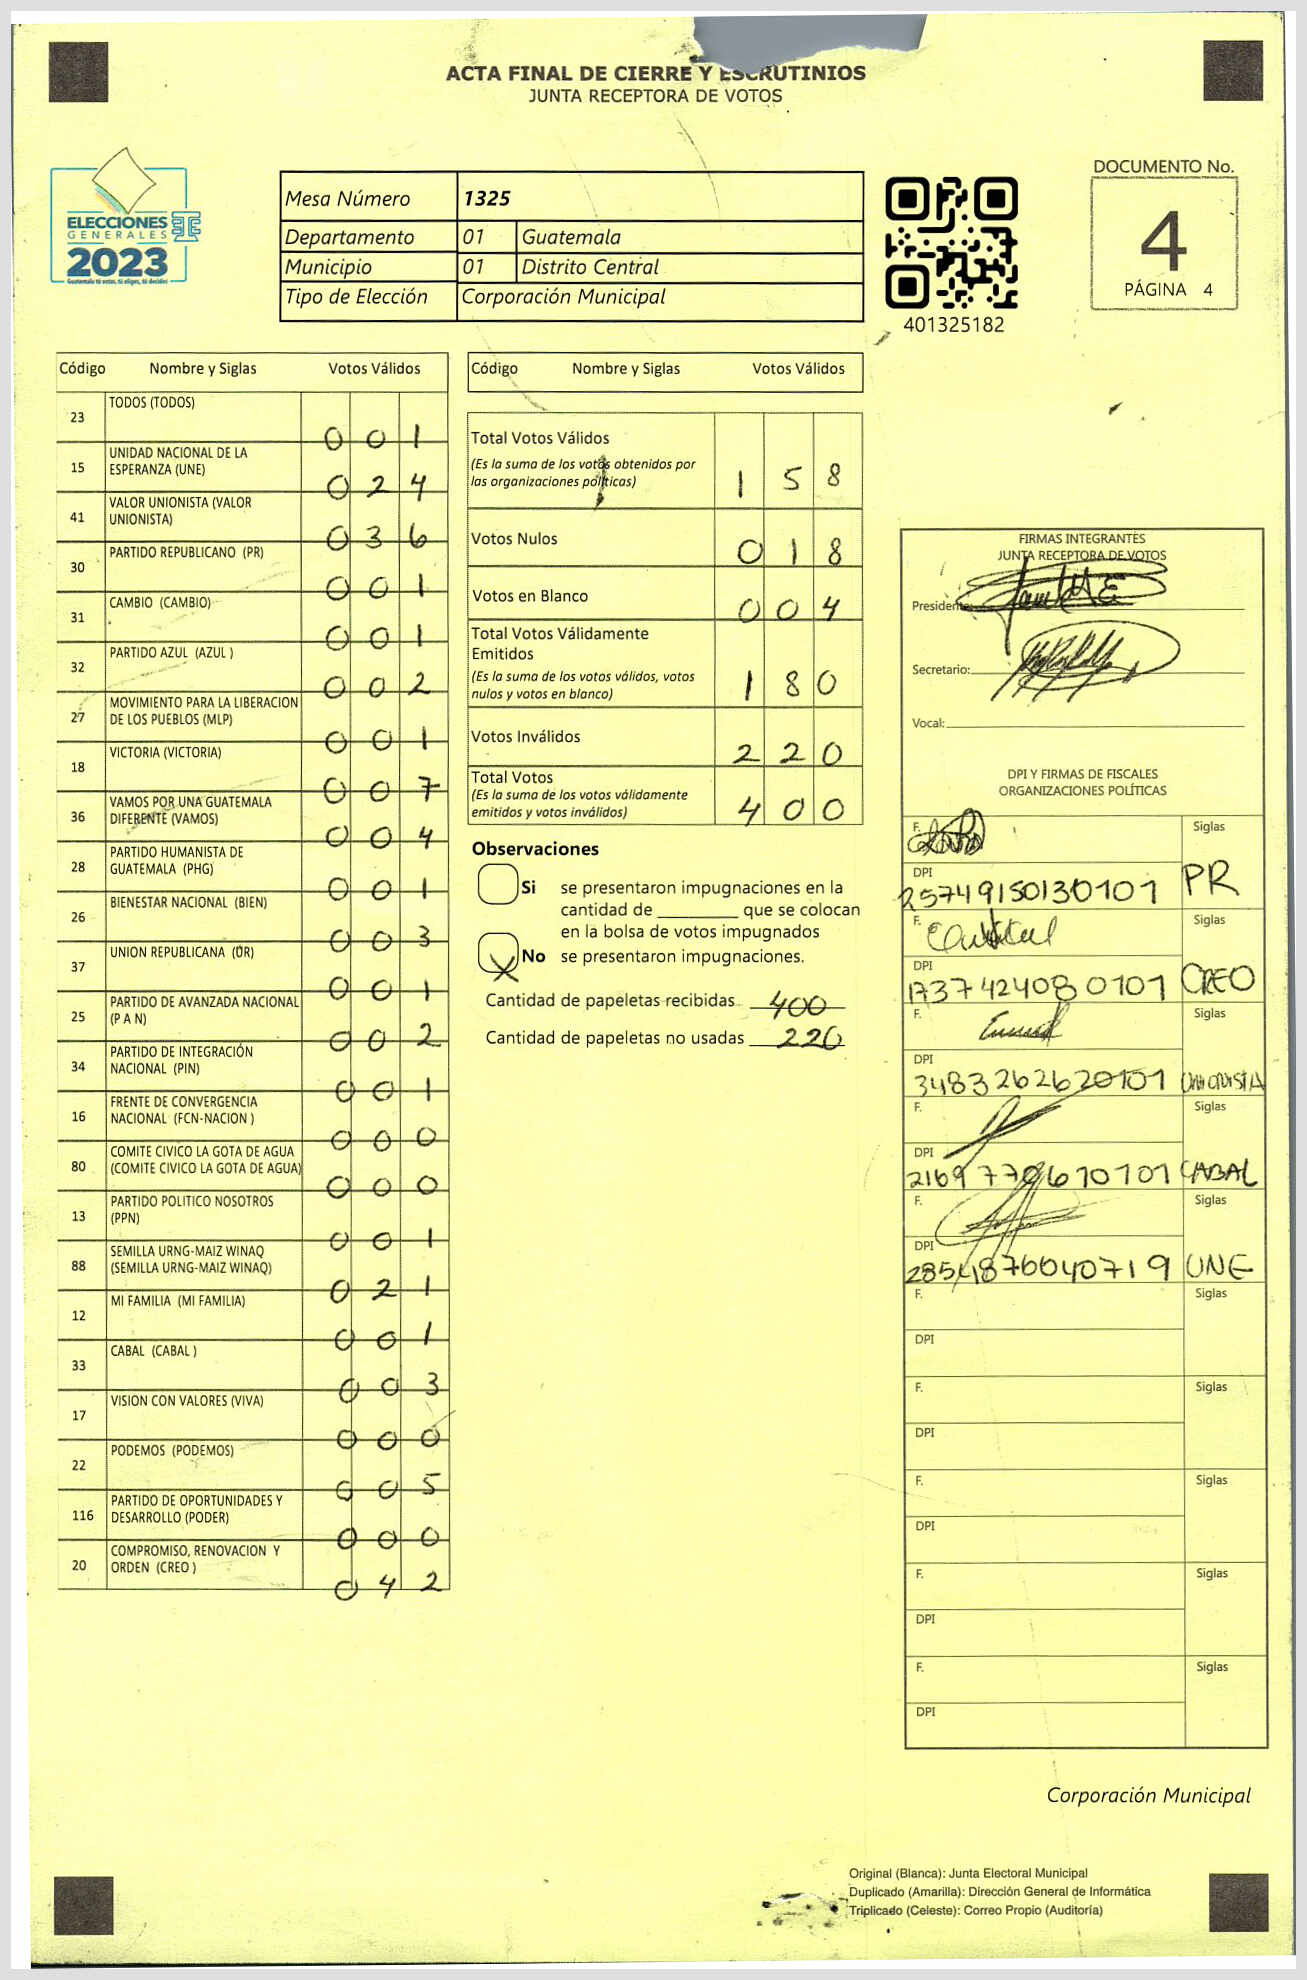 ACTA FINAL DE CIERRE Y ESCRUTINIOS
JUNTA RECEPTORA DE VOTOS
ELECCIONES
GENERALES
2023
Guatemala tú votas, tú eliges, tú decides
Mesa Número 1325
Departamento 01 Guatemala
Municipio 01 Distrito Central
Tipo de Elección Corporación Municipal
401325182
DOCUMENTO No.
4
PÁGINA 4
Código Nombre y Siglas Votos Válidos
23 TODOS (TODOS) 0 0 1
15 UNIDAD NACIONAL DE LA ESPERANZA (UNE) 0 2 4
41 VALOR UNIONISTA (VALOR UNIONISTA) 0 3 6
30 PARTIDO REPUBLICANO (PR) 0 0 1
31 CAMBIO (CAMBIO) 0 0 1
32 PARTIDO AZUL (AZUL ) 0 0 2
27 MOVIMIENTO PARA LA LIBERACION DE LOS PUEBLOS (MLP) 0 0 1
18 VICTORIA (VICTORIA) 0 0 7
36 VAMOS POR UNA GUATEMALA DIFERENTE (VAMOS) 0 0 4
28 PARTIDO HUMANISTA DE GUATEMALA (PHG) 0 0 1
26 BIENESTAR NACIONAL (BIEN) 0 0 3
37 UNION REPUBLICANA (UR) 0 0 1
25 PARTIDO DE AVANZADA NACIONAL (P A N) 0 0 2
34 PARTIDO DE INTEGRACIÓN NACIONAL (PIN) 0 0 1
16 FRENTE DE CONVERGENCIA NACIONAL (FCN-NACION ) 0 0 0
80 COMITE CIVICO LA GOTA DE AGUA (COMITE CIVICO LA GOTA DE AGUA) 0 0 0
13 PARTIDO POLITICO NOSOTROS (PPN) 0 0 1
88 SEMILLA URNG-MAIZ WINAQ (SEMILLA URNG-MAIZ WINAQ) 0 2 1
12 MI FAMILIA (MI FAMILIA) 0 0 1
33 CABAL (CABAL ) 0 0 3
17 VISION CON VALORES (VIVA) 0 0 0
22 PODEMOS (PODEMOS) 0 0 5
116 PARTIDO DE OPORTUNIDADES Y DESARROLLO (PODER) 0 0 0
20 COMPROMISO, RENOVACION Y ORDEN (CREO ) 0 4 2
Código Nombre y Siglas Votos Válidos
Total Votos Válidos
(Es la suma de los votos obtenidos por
las organizaciones políticas) 1 5 8
Votos Nulos 0 1 8
Votos en Blanco 0 0 4
Total Votos Válidamente
Emitidos
(Es la suma de los votos válidos, votos
nulos y votos en blanco) 1 8 0
Votos Inválidos 2 2 0
Total Votos
(Es la suma de los votos válidamente
emitidos y votos inválidos) 4 0 0
Observaciones
Si se presentaron impugnaciones en la
cantidad de ________ que se colocan
en la bolsa de votos impugnados
X No se presentaron impugnaciones.
Cantidad de papeletas recibidas 400
Cantidad de papeletas no usadas 220
FIRMAS INTEGRANTES
JUNTA RECEPTORA DE VOTOS
Presidente:
Secretario:
Vocal:
DPI Y FIRMAS DE FISCALES
ORGANIZACIONES POLÍTICAS
F. Siglas
DPI
2574915013 0101 PR
F. Siglas
DPI
1737424080101 CREO
F. Siglas
DPI
3483262620101 UNIONISTA
F. Siglas
DPI
2169770610101 CABAL
F. Siglas
DPI
UNE
F. Siglas
DPI
F. Siglas
DPI
F. Siglas
DPI
F. Siglas
DPI
F. Siglas
DPI
Corporación Municipal
Original (Blanca): Junta Electoral Municipal
Duplicado (Amarilla): Dirección General de Informática
Triplicado (Celeste): Correo Propio (Auditoría)